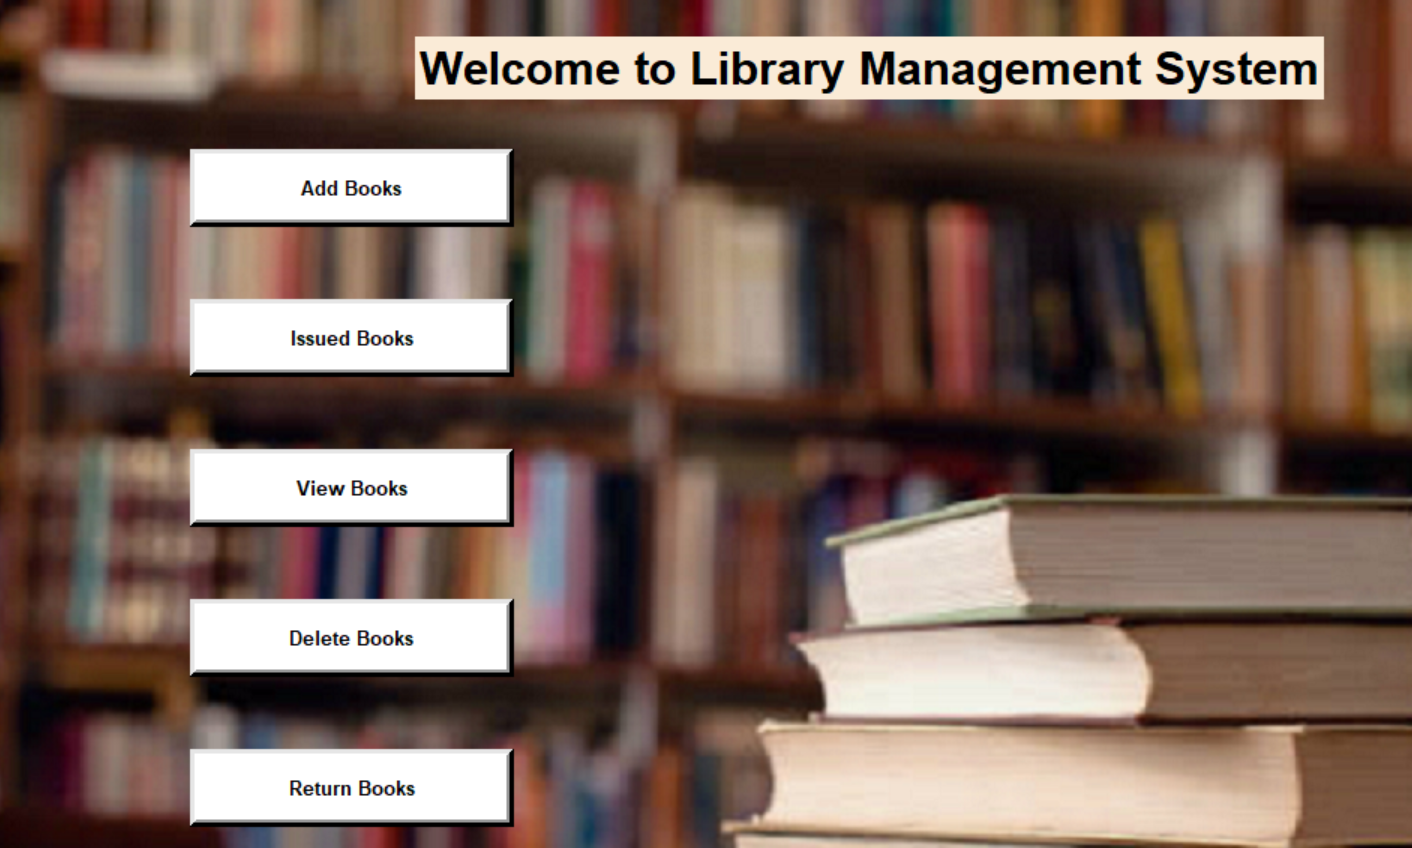 Welcome to Library Management System
Add Books
Issued Books
View Books
Delete Books
Return Books